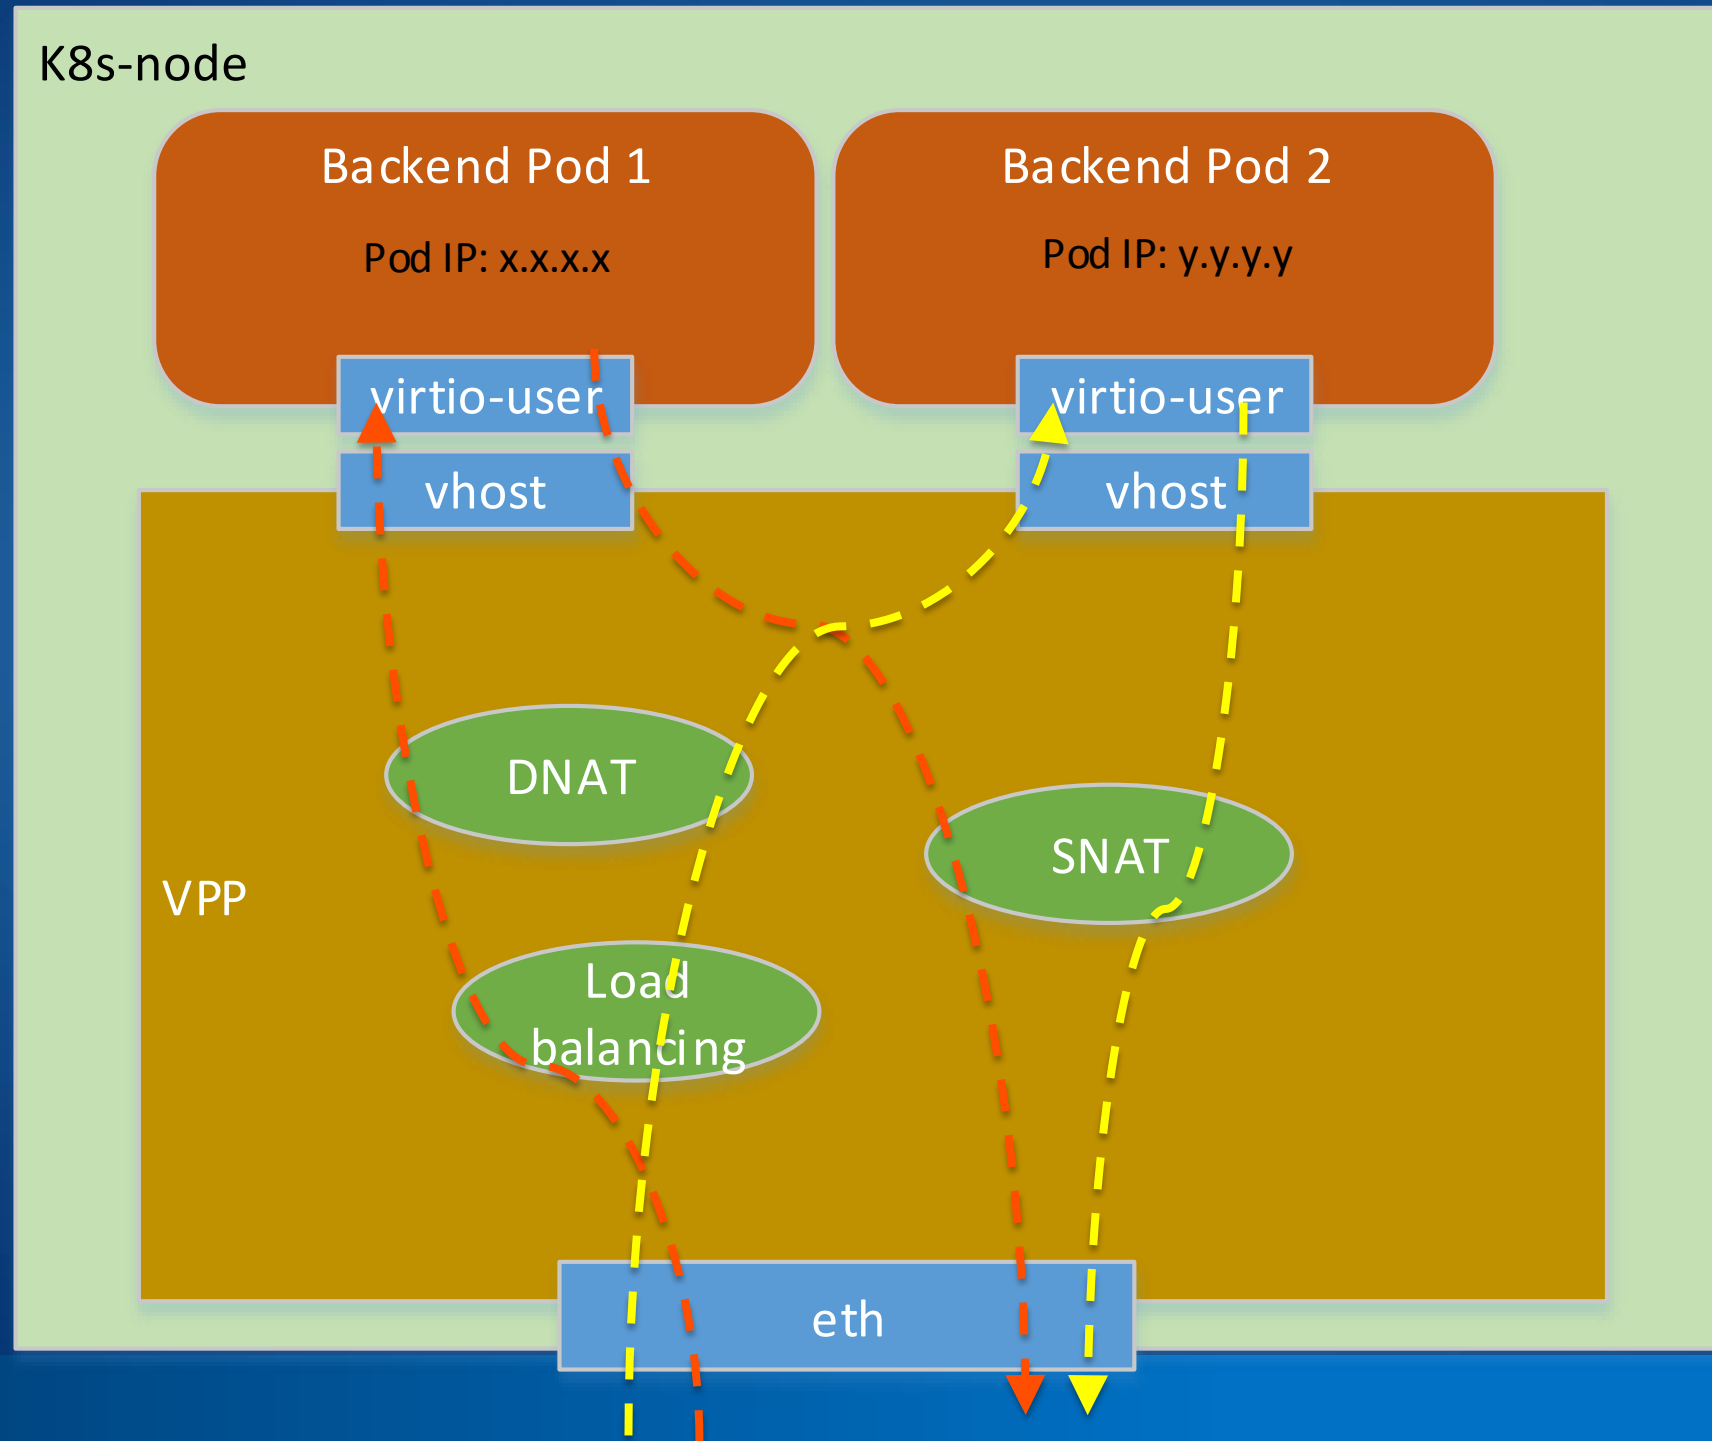 K8s-node
Backend Pod 1
Pod IP: x.x.x.x
virtio-user
vhost
Backend Pod 2
Pod IP: y.y.y.y
virtio-user
vhost
DNAT
SNAT
VPP
Load
balancing
eth